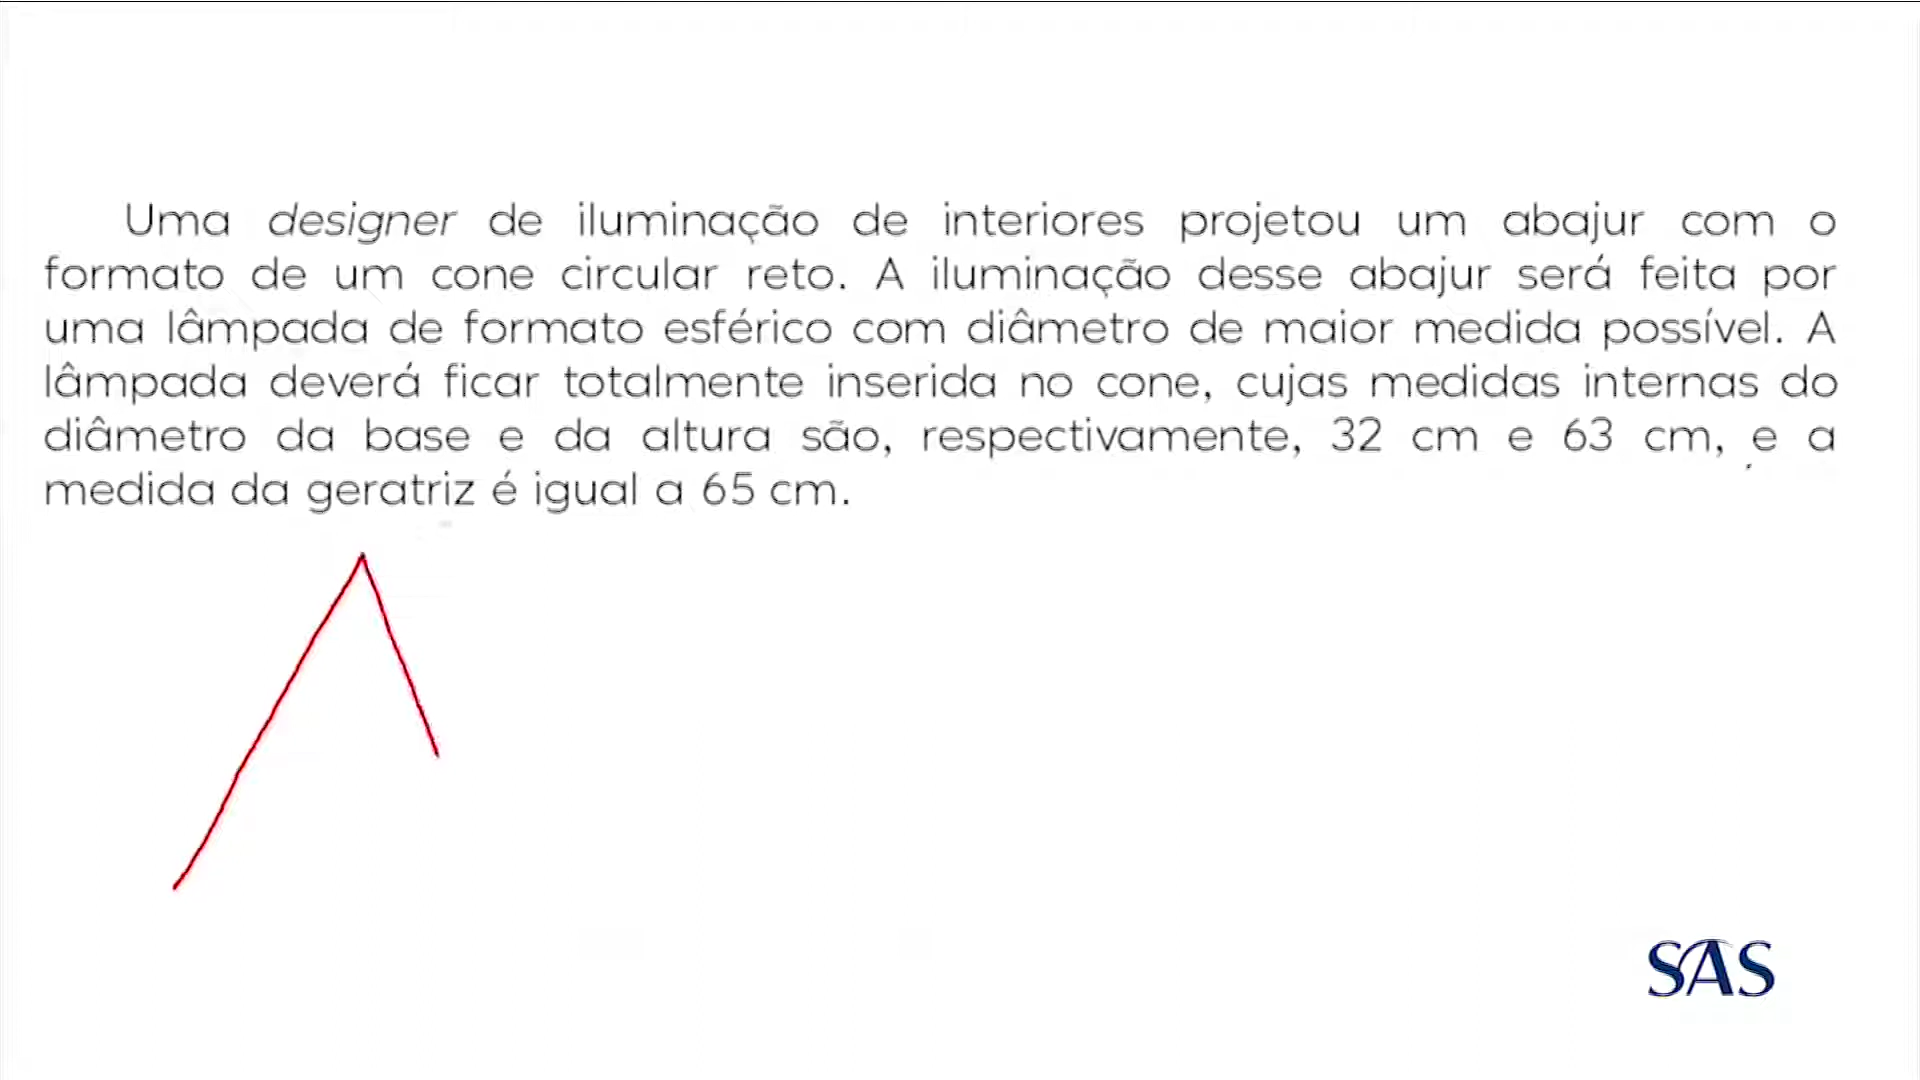 Uma designer de iluminação de interiores projetou um abajur com o
formato de um cone circular reto. A iluminação desse abajur será feita por
uma lâmpada de formato esférico com diâmetro de maior medida possível. A
lâmpada deverá ficar totalmente inserida no cone, cujas medidas internas do
diâmetro da base e da altura são, respectivamente, 32 cm e 63 cm, e a
medida da geratriz é igual a 65 cm.
SAS